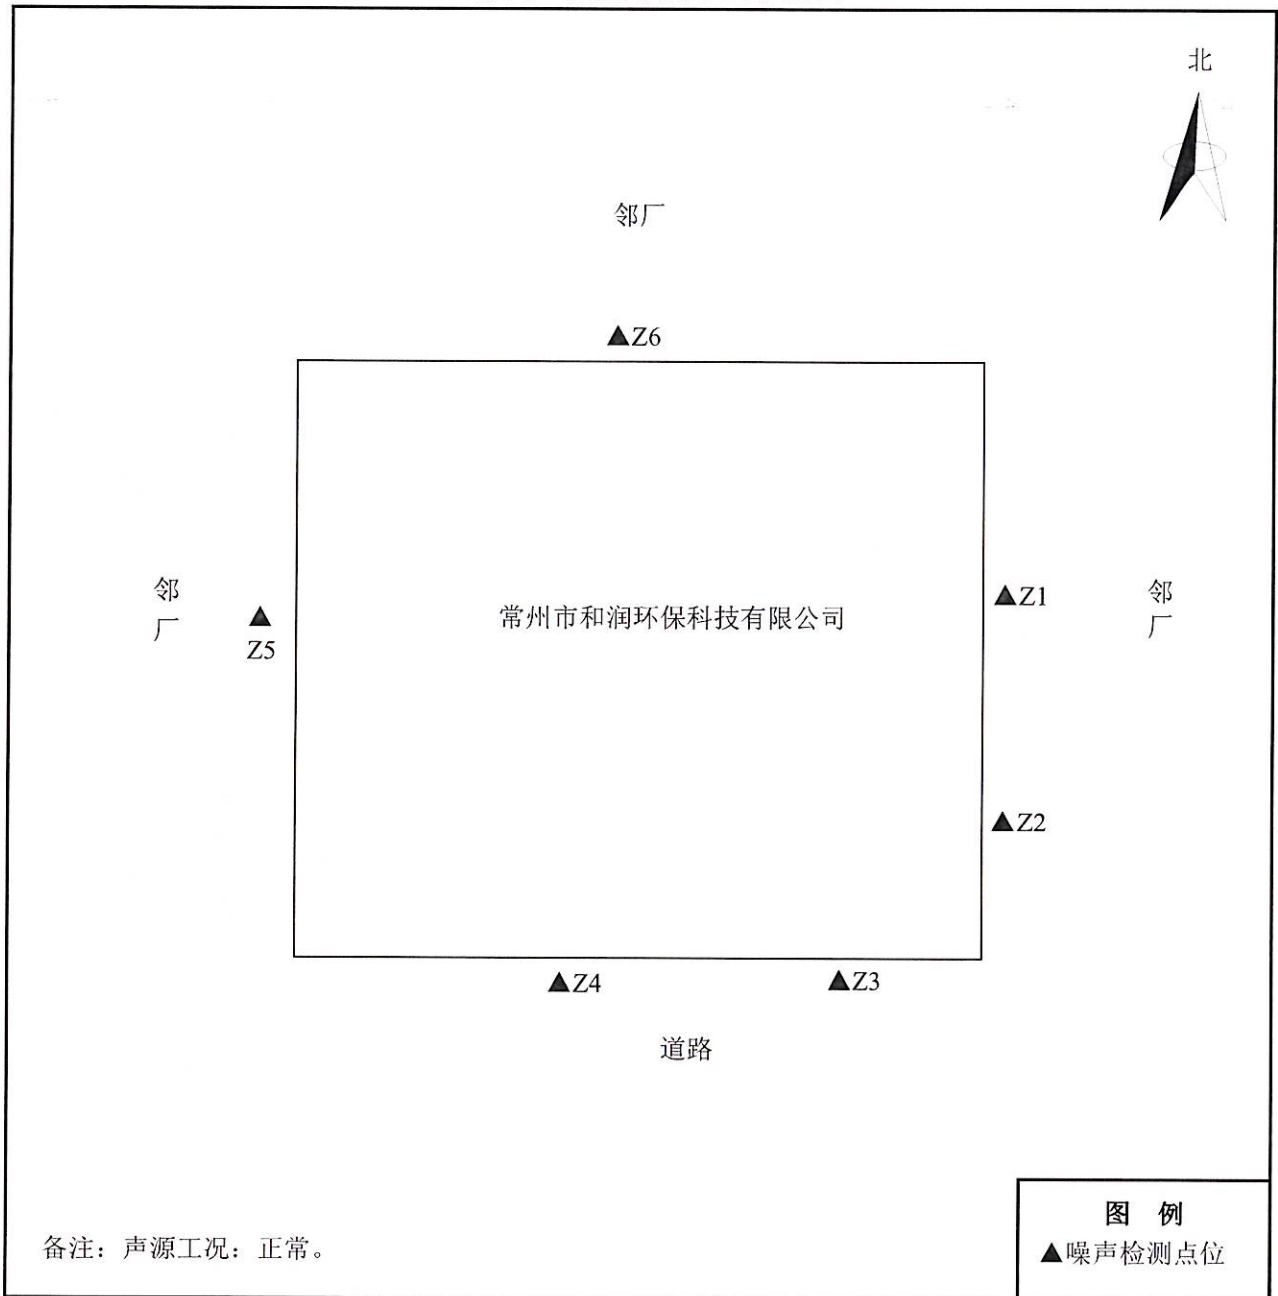 北
邻厂
▲Z6
邻
厂
▲
Z5
常州市和润环保科技有限公司
▲Z1
邻
厂
▲Z2
▲Z4
▲Z3
道路
备注：声源工况：正常。
图 例
▲噪声检测点位